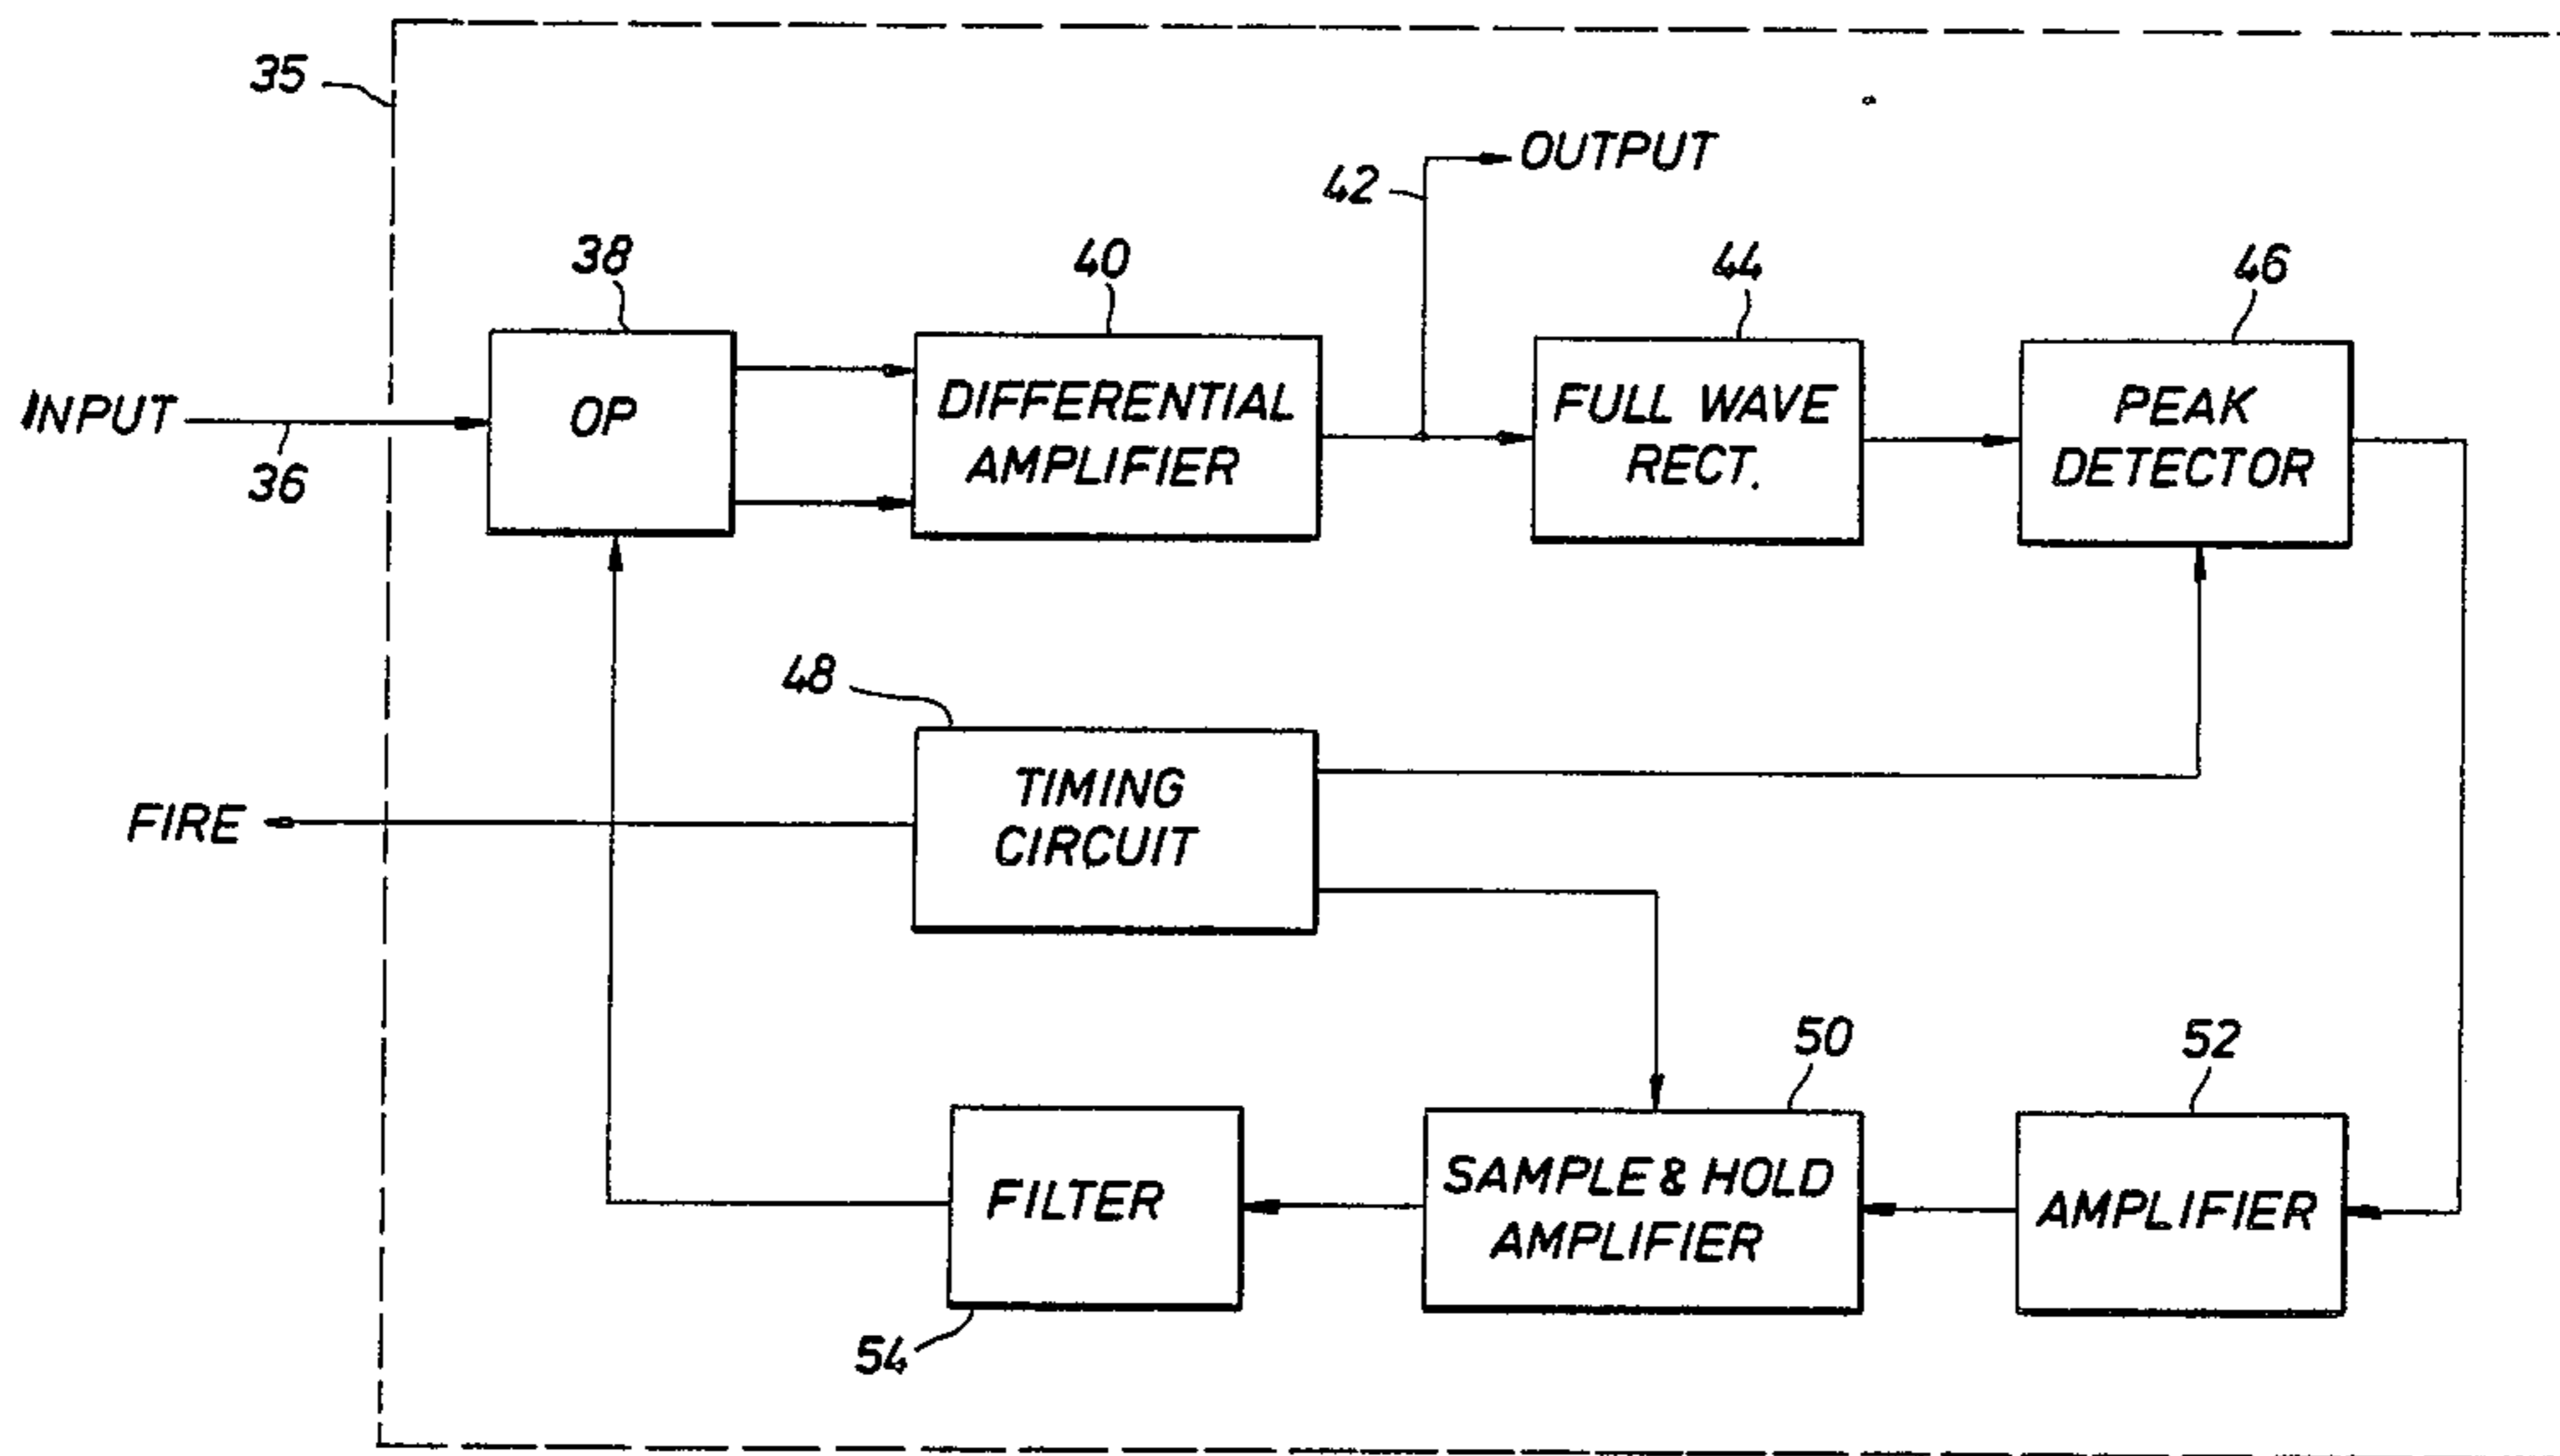 35
OUTPUT
42
38
40
44
46
INPUT
36
OP
DIFFERENTIAL
AMPLIFIER
FULL WAVE
RECT.
PEAK
DETECTOR
48
FIRE
TIMING
CIRCUIT
50
52
FILTER
SAMPLE & HOLD
AMPLIFIER
AMPLIFIER
54